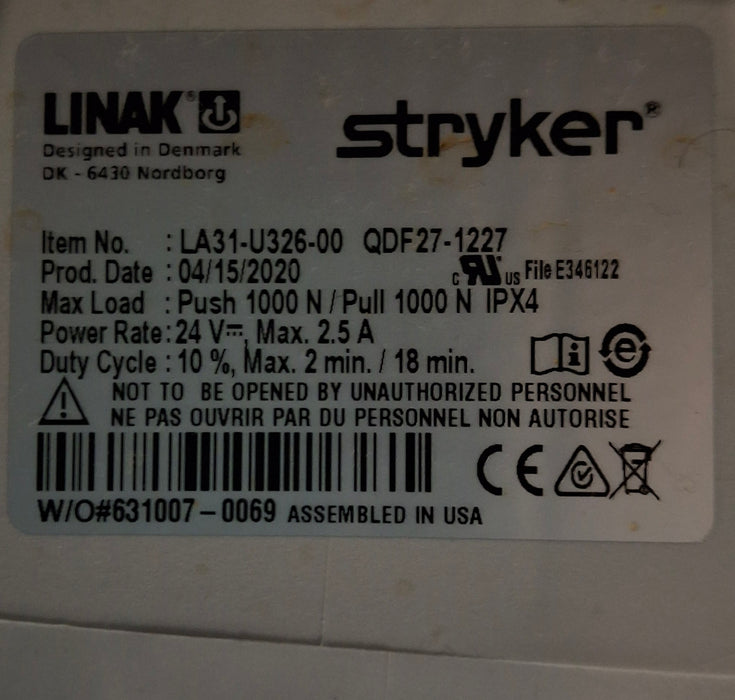 LINAK®
stryker®
Designed in Denmark
DK - 6430 Nordborg
Item No. : LA31-U326-00 QDF27-1227
Prod. Date : 04/15/2020 c RU us File E346122
Max Load : Push 1000 N / Pull 1000 N IPX4
Power Rate: 24 V⎓, Max. 2.5 A
Duty Cycle : 10 %, Max. 2 min. / 18 min.
NOT TO BE OPENED BY UNAUTHORIZED PERSONNEL
NE PAS OUVRIR PAR DU PERSONNEL NON AUTORISE
CE
W/O#631007-0069 ASSEMBLED IN USA